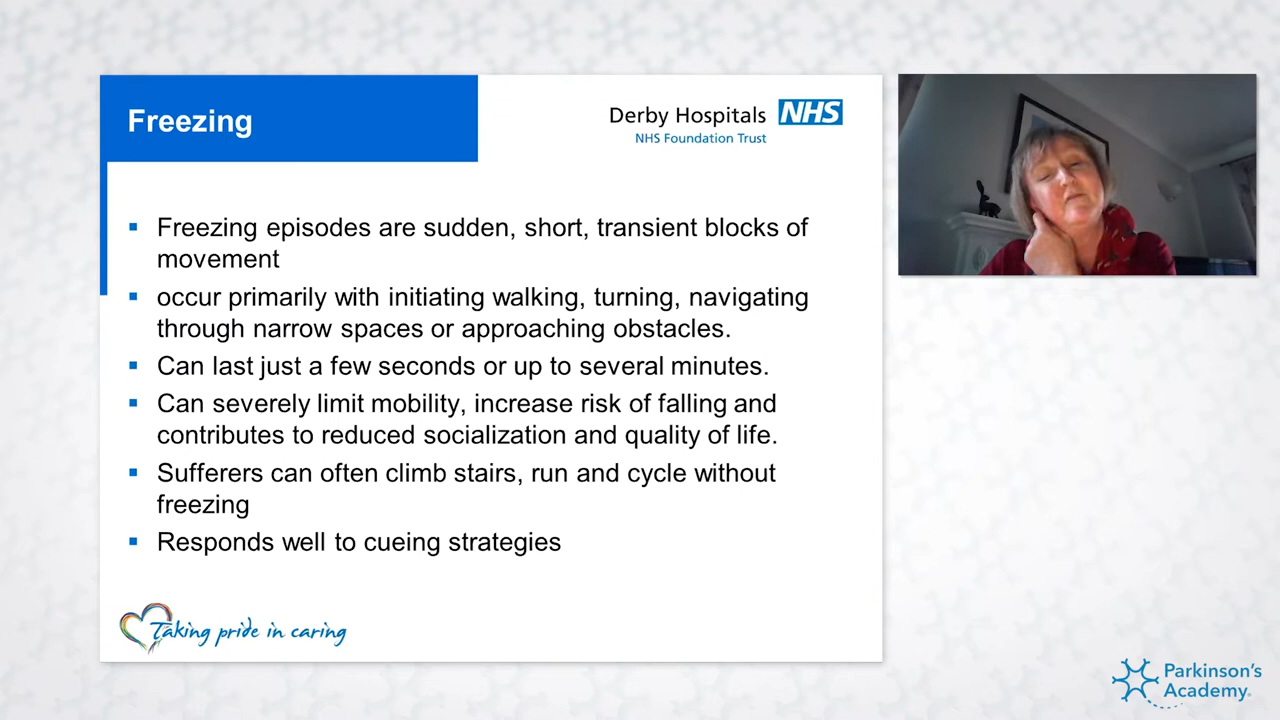 Freezing
Derby Hospitals NHS
NHS Foundation Trust
▪ Freezing episodes are sudden, short, transient blocks of
movement
▪ occur primarily with initiating walking, turning, navigating
through narrow spaces or approaching obstacles.
▪ Can last just a few seconds or up to several minutes.
▪ Can severely limit mobility, increase risk of falling and
contributes to reduced socialization and quality of life.
▪ Sufferers can often climb stairs, run and cycle without
freezing
▪ Responds well to cueing strategies
Taking pride in caring
Parkinson's
Academy